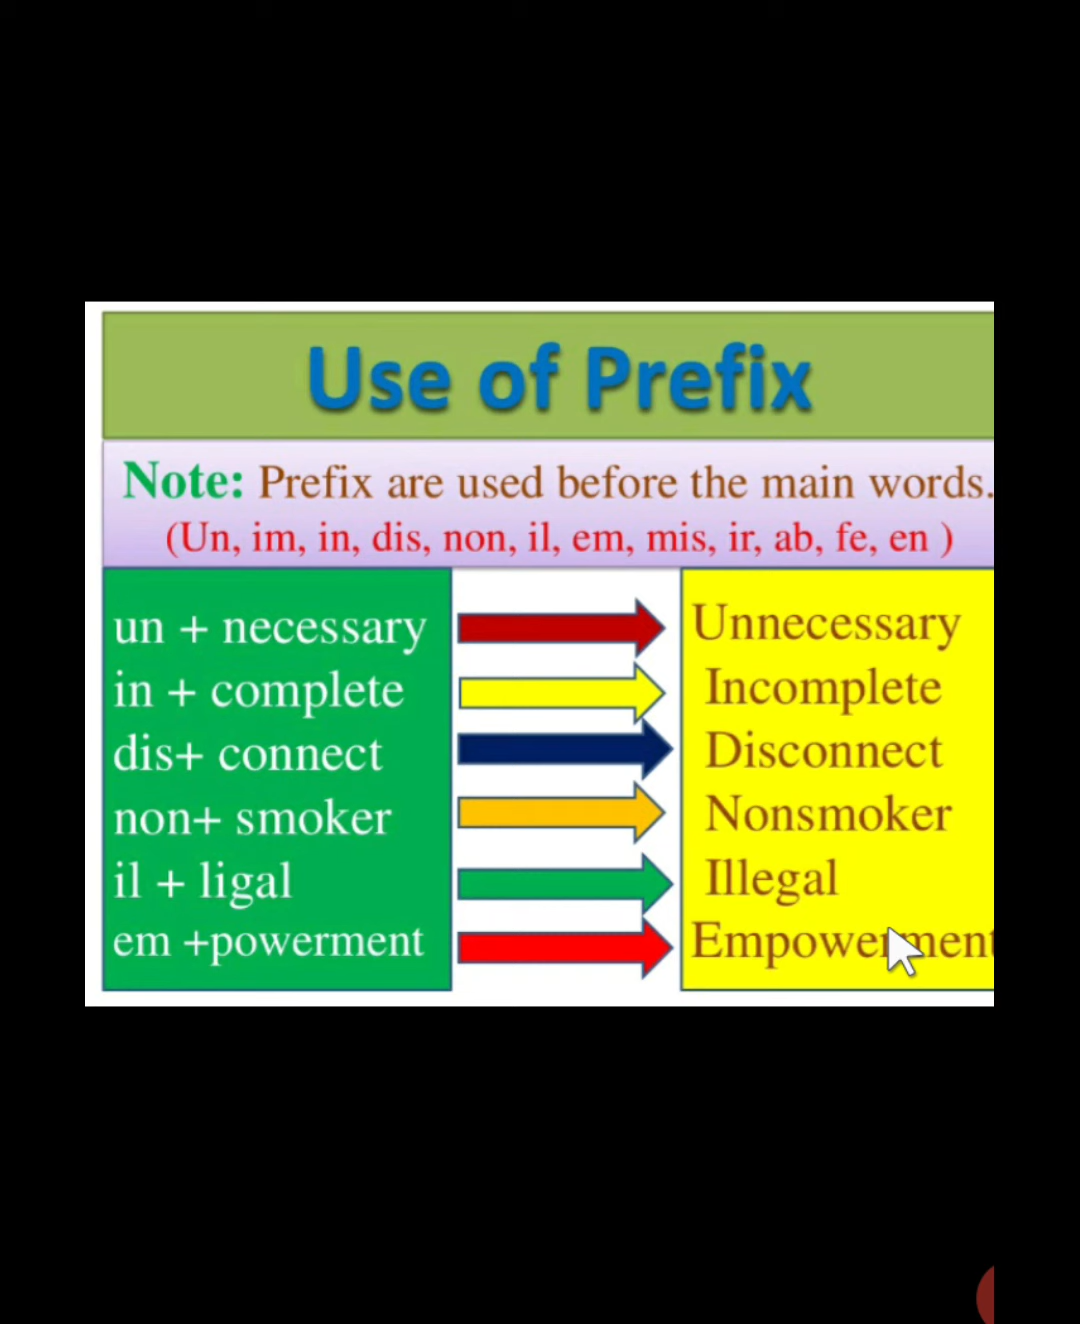 Use of Prefix
Note: Prefix are used before the main words.
(Un, im, in, dis, non, il, em, mis, ir, ab, fe, en )
un + necessary
Unnecessary
in + complete
Incomplete
dis+ connect
Disconnect
non+ smoker
Nonsmoker
il + ligal
Illegal
em +powerment
Empowerment